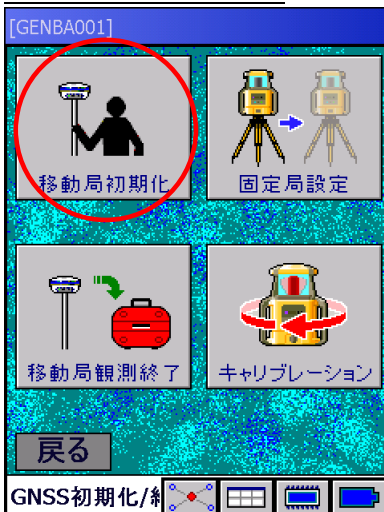 [GENBA001]
移動局初期化
固定局設定
移動局観測終了
キャリブレーション
戻る
GNSS初期化/